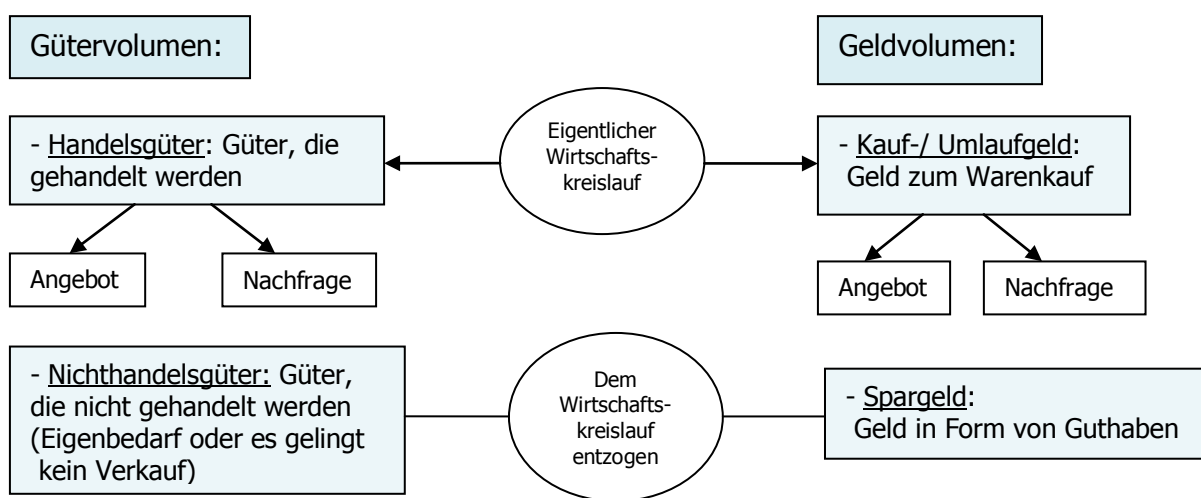 Gütervolumen:
Geldvolumen:
- Handelsgüter: Güter, die
gehandelt werden
Eigentlicher
Wirtschafts-
kreislauf
- Kauf-/ Umlaufgeld:
Geld zum Warenkauf
Angebot
Nachfrage
Angebot
Nachfrage
- Nichthandelsgüter: Güter,
die nicht gehandelt werden
(Eigenbedarf oder es gelingt
kein Verkauf)
Dem
Wirtschafts-
kreislauf
entzogen
- Spargeld:
Geld in Form von Guthaben